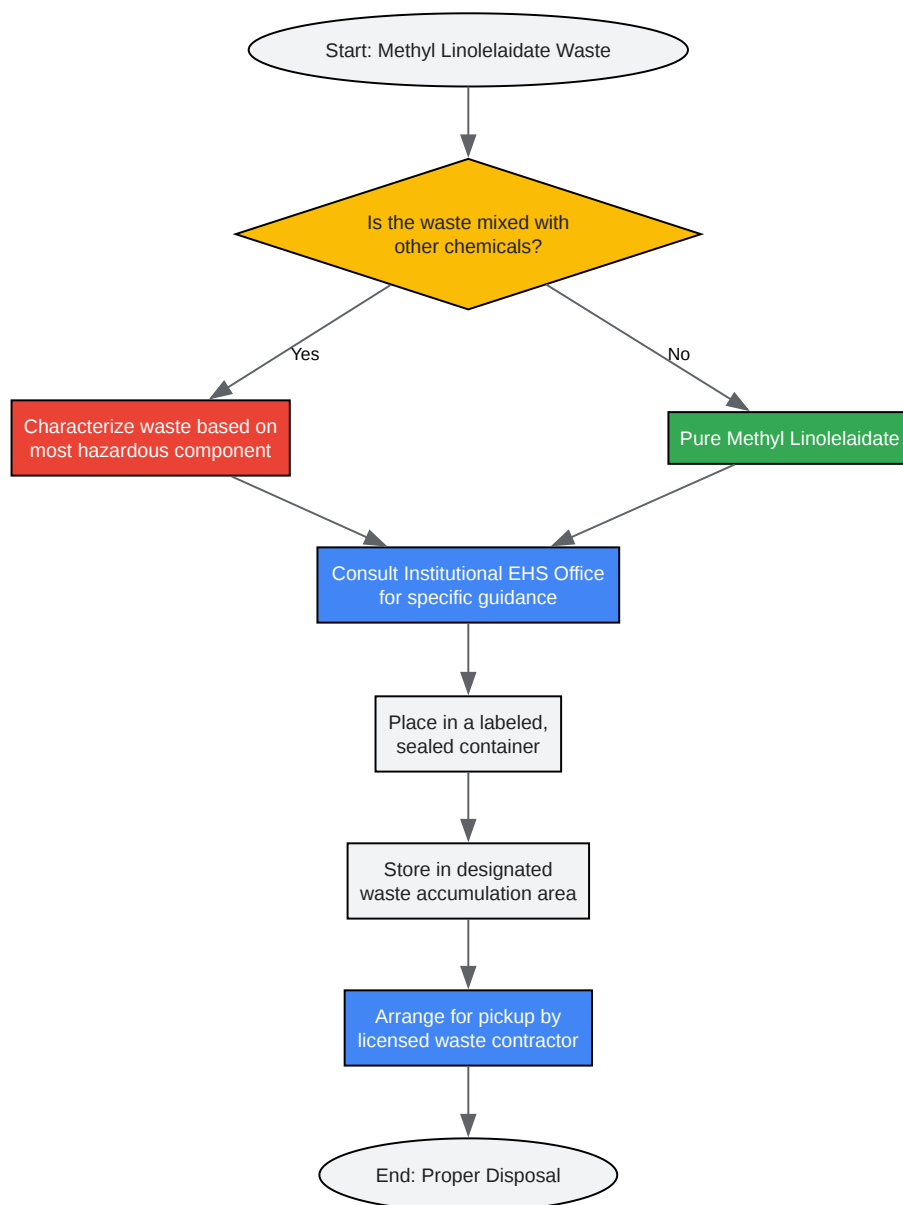 Start: Methyl Linolelaidate Waste
Is the waste mixed with
other chemicals?
Yes
No
Characterize waste based on
most hazardous component
Pure Methyl Linolelaidate
Consult Institutional EHS Office
for specific guidance
Place in a labeled,
sealed container
Store in designated
waste accumulation area
Arrange for pickup by
licensed waste contractor
End: Proper Disposal